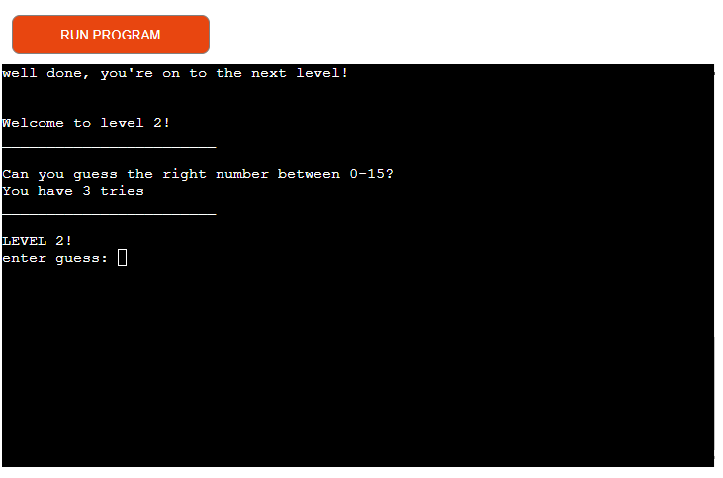 RUN PROGRAM
well done, you're on to the next level!
Welcome to level 2!
________________________
Can you guess the right number between 0-15?
You have 3 tries
________________________
LEVEL 2!
enter guess: